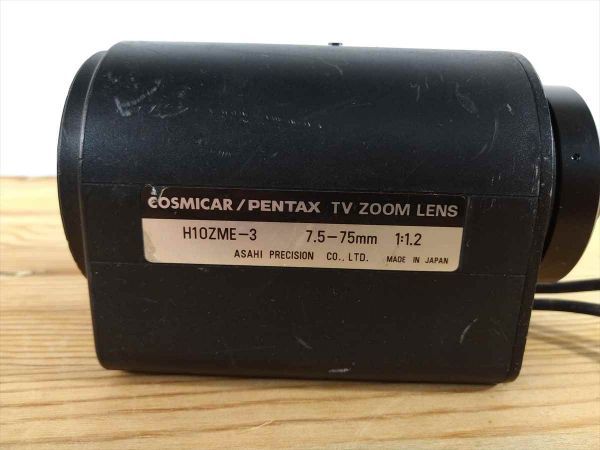 COSMICAR/PENTAX TV ZOOM LENS
H10ZME-3 7.5-75mm 1:1.2
ASAHI PRECISION CO., LTD. MADE IN JAPAN